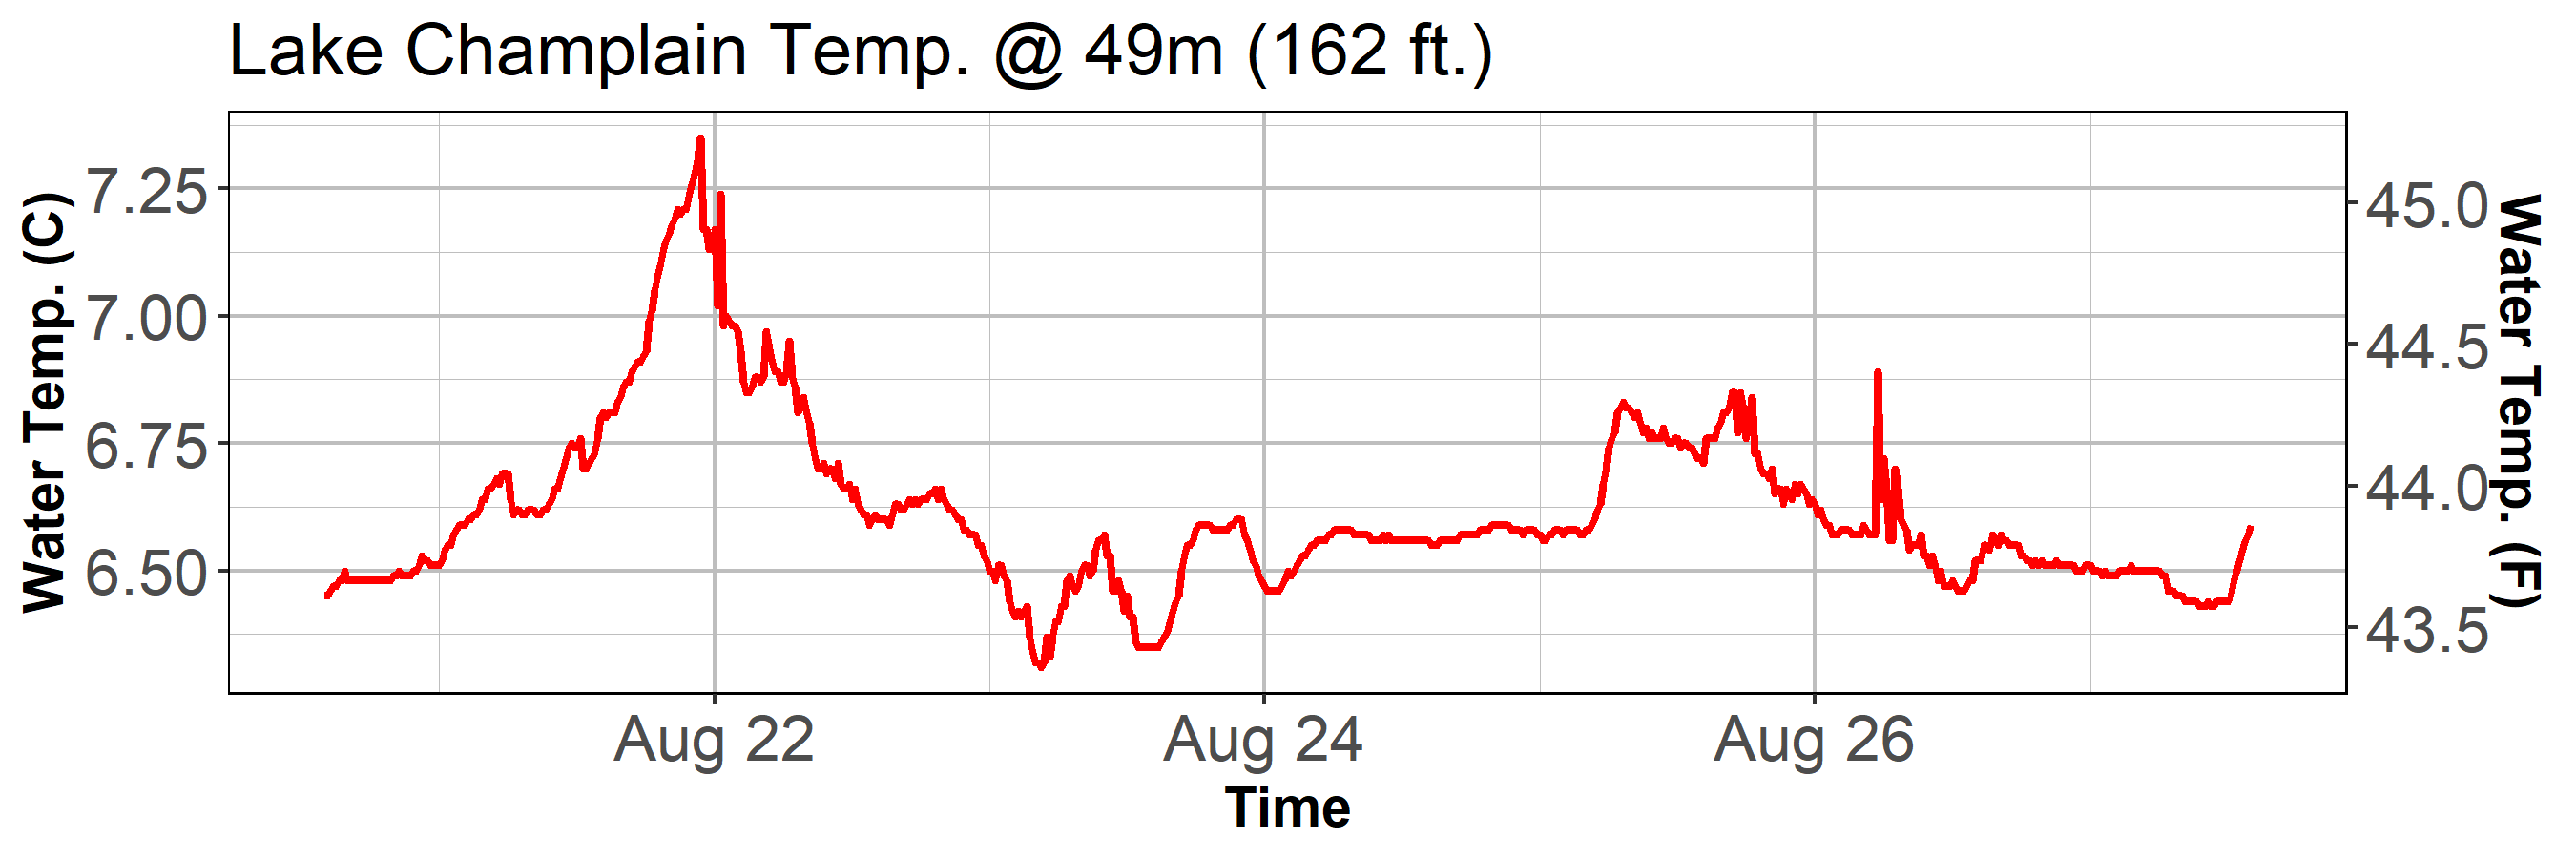 Lake Champlain Temp. @ 49m (162 ft.)
Water Temp. (C)
7.25
7.00
6.75
6.50
45.0
44.5
44.0
43.5
Water Temp. (F)
Aug 22
Aug 24
Aug 26
Time